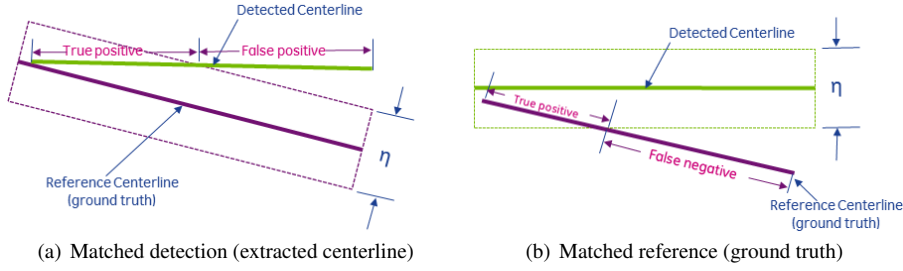 Detected Centerline
True positive
False positive
η
Reference Centerline
(ground truth)
(a) Matched detection (extracted centerline)
Detected Centerline
η
True positive
False negative
Reference Centerline
(ground truth)
(b) Matched reference (ground truth)